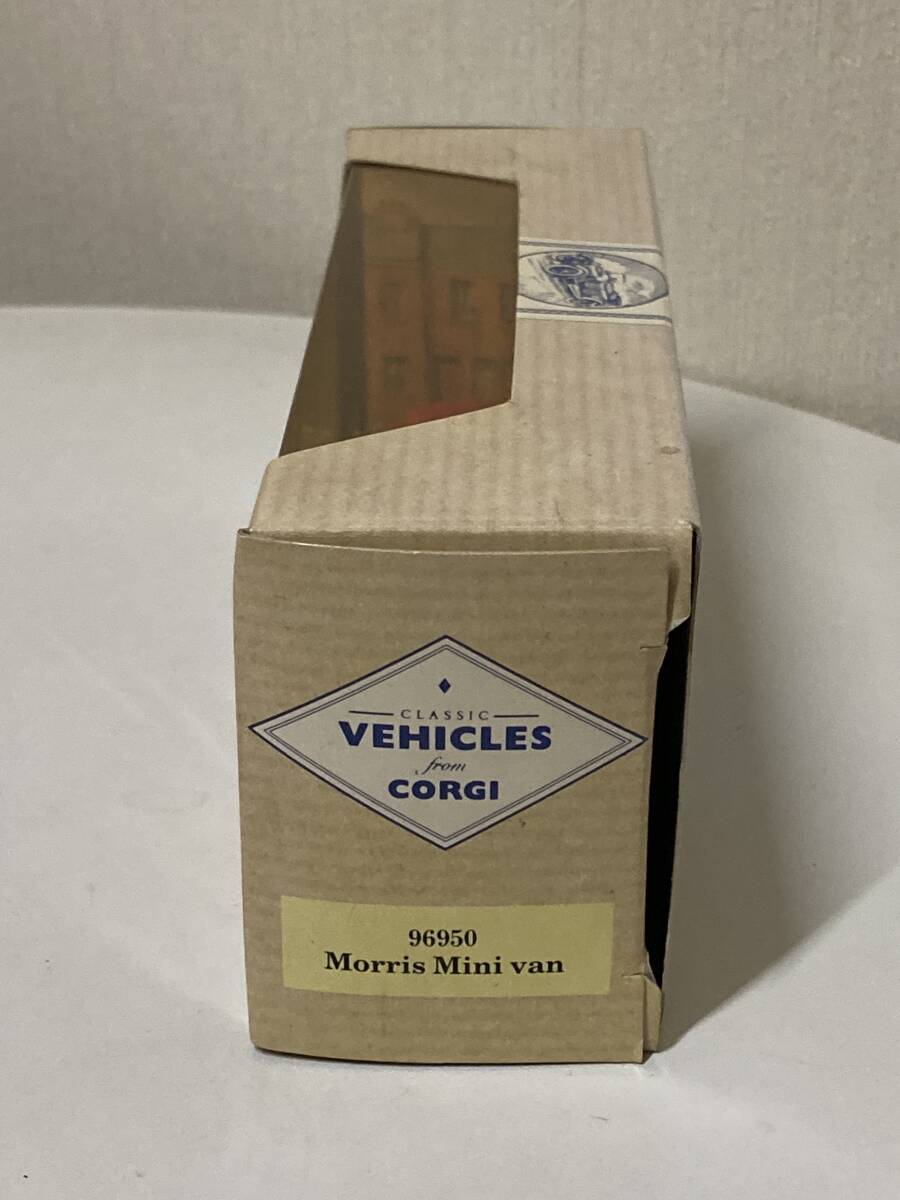 CLASSIC
VEHICLES
from
CORGI
96950
Morris Mini van